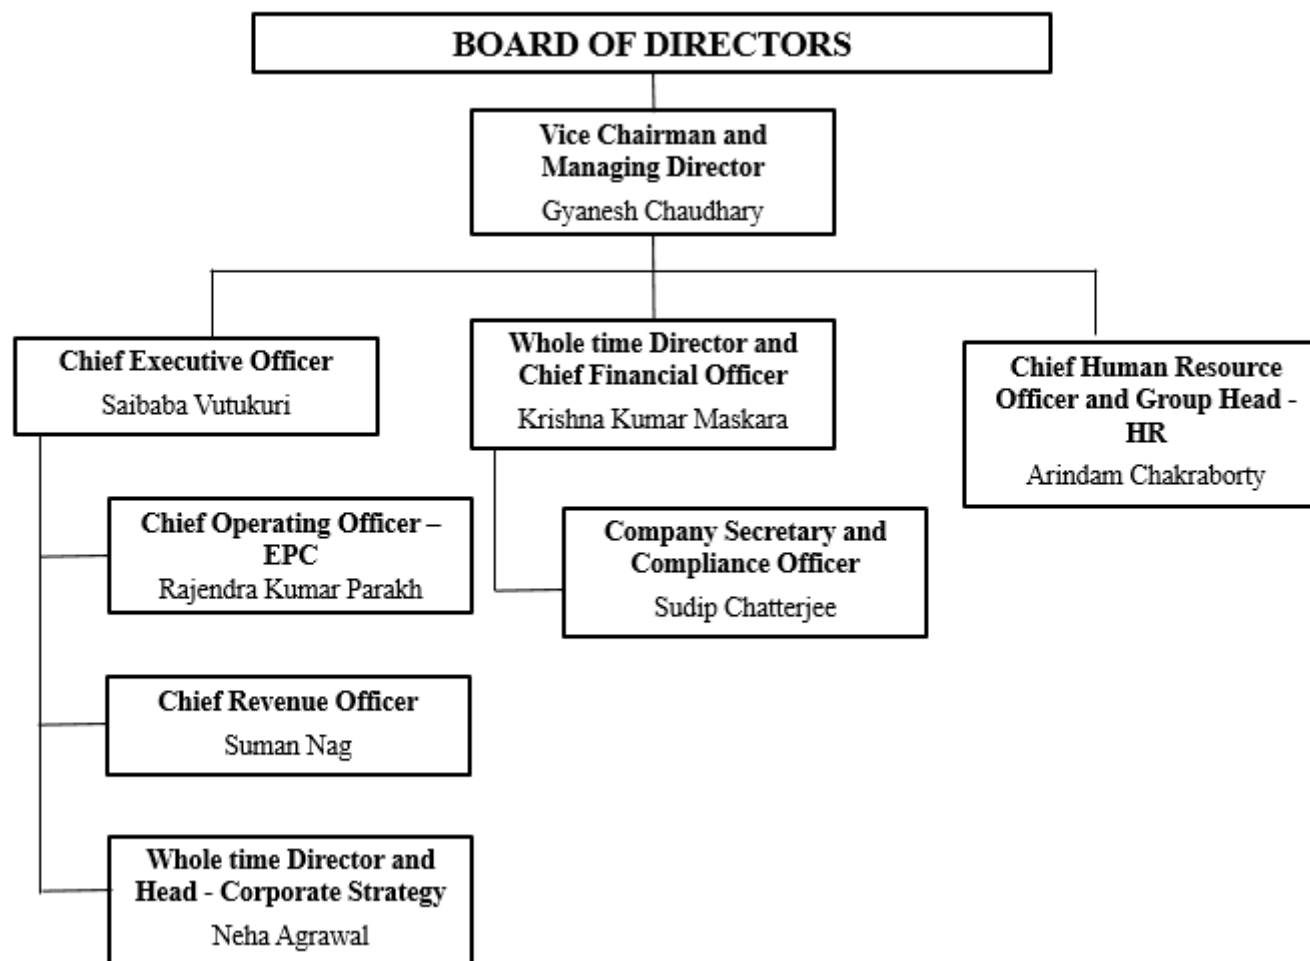 BOARD OF DIRECTORS
Vice Chairman and
Managing Director
Gyanesh Chaudhary
Chief Executive Officer
Saibaba Vutukuri
Chief Operating Officer –
EPC
Rajendra Kumar Parakh
Chief Revenue Officer
Suman Nag
Whole time Director and
Head - Corporate Strategy
Neha Agrawal
Whole time Director and
Chief Financial Officer
Krishna Kumar Maskara
Company Secretary and
Compliance Officer
Sudip Chatterjee
Chief Human Resource
Officer and Group Head -
HR
Arindam Chakraborty